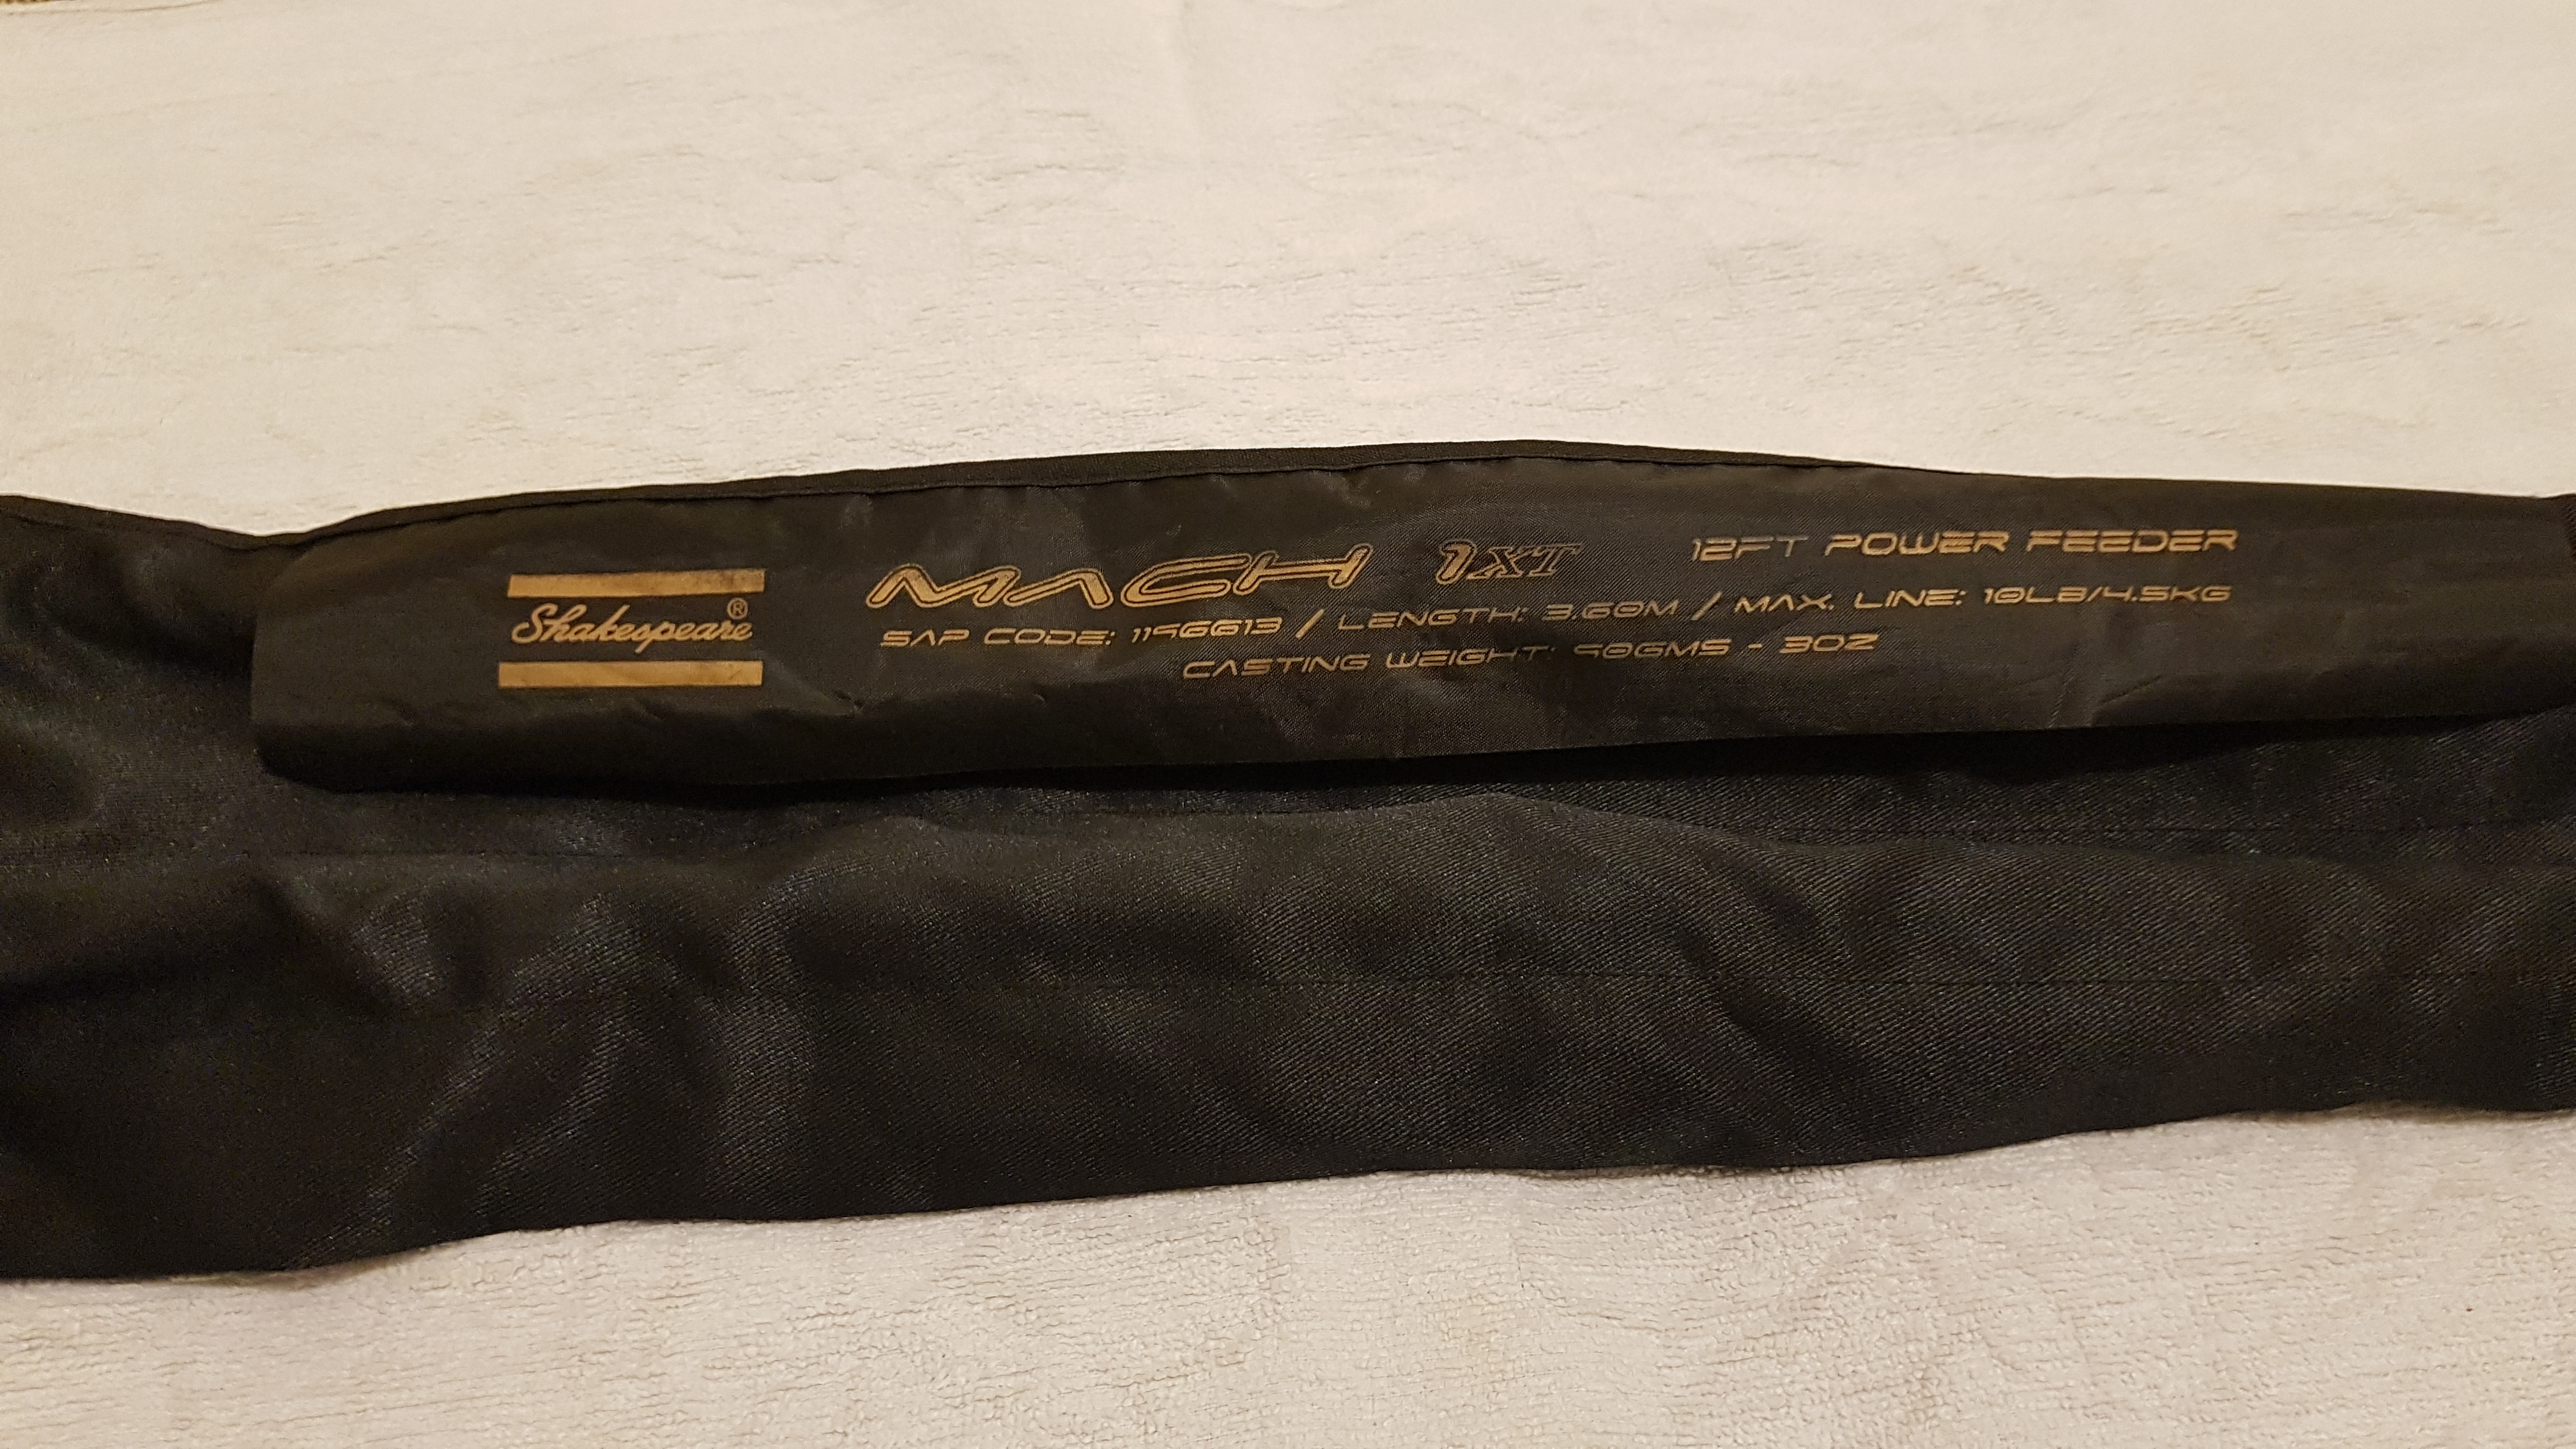 Shakespeare®
MACH 1XT 12FT POWER FEEDER
SAP CODE: 1196613 / LENGTH: 3.60M / MAX. LINE: 10LB/4.5KG
CASTING WEIGHT: 90GMS - 3OZ